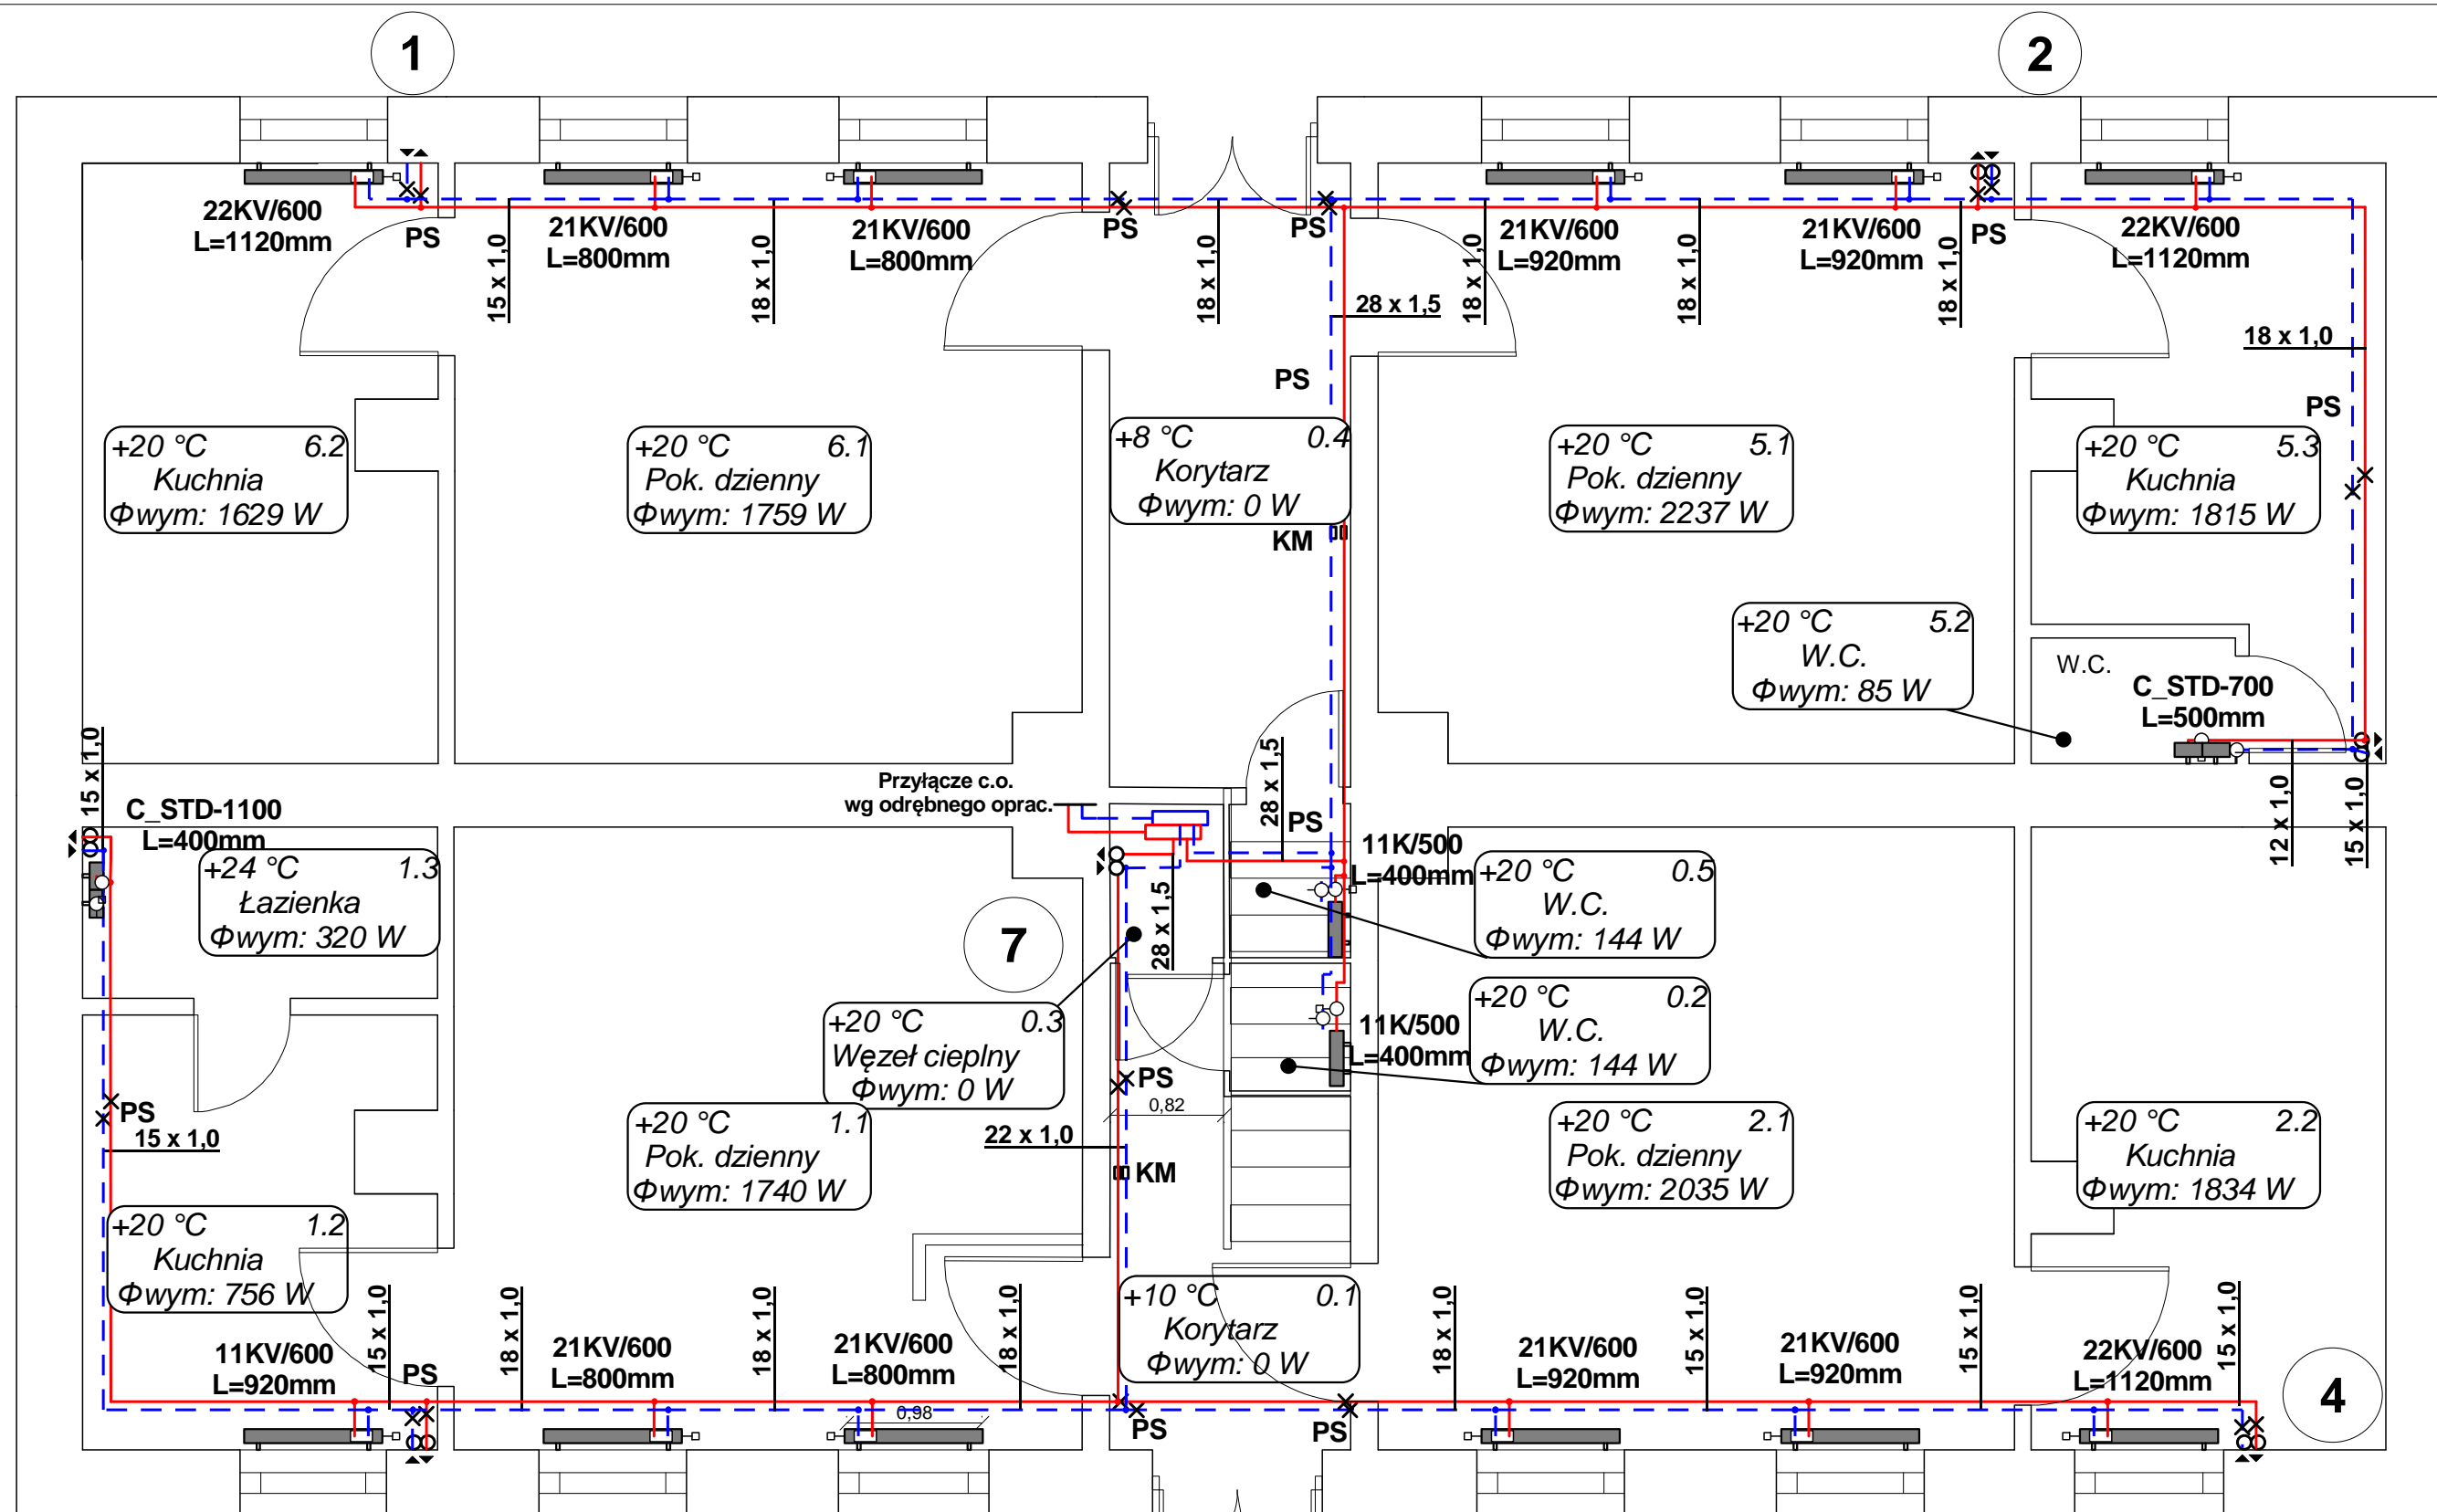 1
2
22KV/600
L=1120mm
PS
15 x 1,0
21KV/600
L=800mm
18 x 1,0
21KV/600
L=800mm
PS
18 x 1,0
PS
28 x 1,5
18 x 1,0
21KV/600
L=920mm
18 x 1,0
21KV/600
L=920mm
18 x 1,0
PS
22KV/600
L=1120mm
18 x 1,0
PS
PS
+20 °C 6.2
Kuchnia
Φwym: 1629 W
+20 °C 6.1
Pok. dzienny
Φwym: 1759 W
+8 °C 0.4
Korytarz
Φwym: 0 W
KM
+20 °C 5.1
Pok. dzienny
Φwym: 2237 W
+20 °C 5.3
Kuchnia
Φwym: 1815 W
+20 °C 5.2
W.C.
Φwym: 85 W
W.C.
C_STD-700
L=500mm
12 x 1,0
15 x 1,0
15 x 1,0
C_STD-1100
L=400mm
+24 °C 1.3
Łazienka
Φwym: 320 W
Przyłącze c.o.
wg odrębnego oprac.
28 x 1,5
PS
11K/500
L=400mm
+20 °C 0.5
W.C.
Φwym: 144 W
28 x 1,5
7
+20 °C 0.3
Węzeł cieplny
Φwym: 0 W
11K/500
L=400mm
+20 °C 0.2
W.C.
Φwym: 144 W
PS
0,82
PS
15 x 1,0
+20 °C 1.1
Pok. dzienny
Φwym: 1740 W
22 x 1,0
KM
+20 °C 2.1
Pok. dzienny
Φwym: 2035 W
+20 °C 2.2
Kuchnia
Φwym: 1834 W
+20 °C 1.2
Kuchnia
Φwym: 756 W
+10 °C 0.1
Korytarz
Φwym: 0 W
11KV/600
L=920mm
15 x 1,0
PS
18 x 1,0
21KV/600
L=800mm
18 x 1,0
21KV/600
L=800mm
0,98
18 x 1,0
PS
PS
18 x 1,0
21KV/600
L=920mm
15 x 1,0
21KV/600
L=920mm
15 x 1,0
22KV/600
L=1120mm
15 x 1,0
4